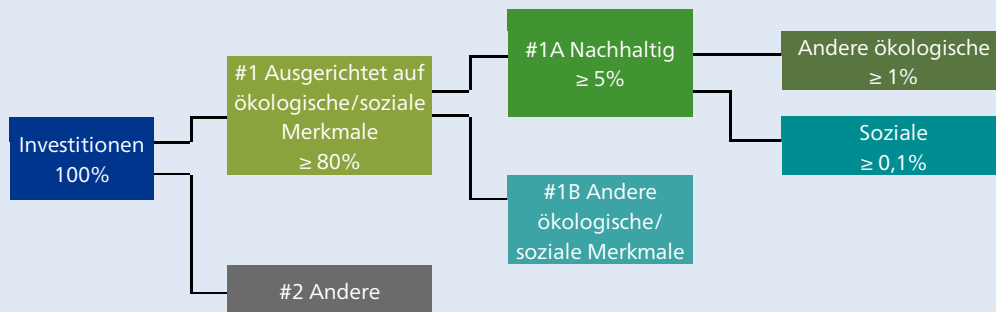 Investitionen
100%
#1 Ausgerichtet auf
ökologische/soziale
Merkmale
≥ 80%
#2 Andere
#1A Nachhaltig
≥ 5%
#1B Andere
ökologische/
soziale Merkmale
Andere ökologische
≥ 1%
Soziale
≥ 0,1%